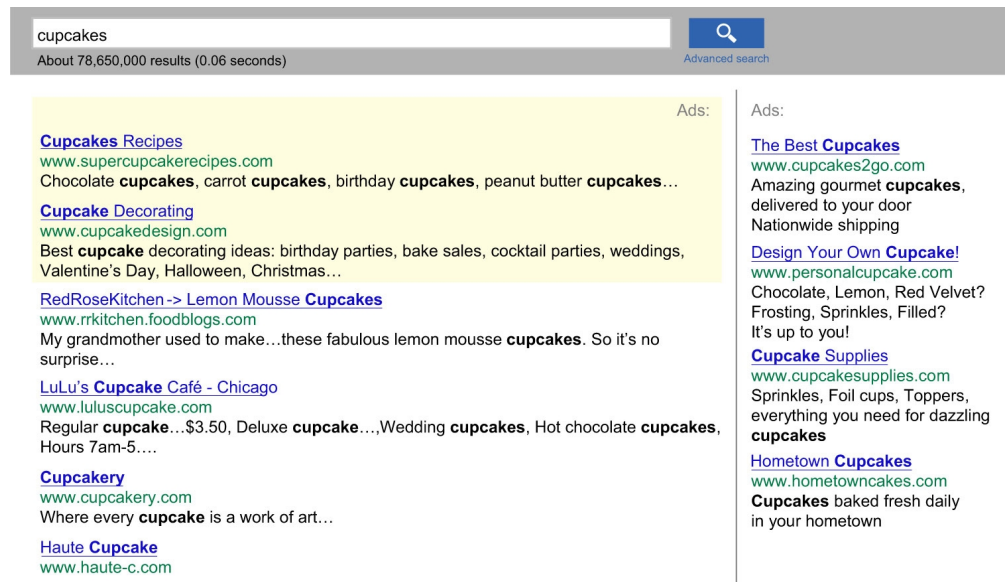 cupcakes
About 78,650,000 results (0.06 seconds)
Advanced search
Ads:
Cupcakes Recipes
www.supercupcakerecipes.com
Chocolate cupcakes, carrot cupcakes, birthday cupcakes, peanut butter cupcakes…
Cupcake Decorating
www.cupcakedesign.com
Best cupcake decorating ideas: birthday parties, bake sales, cocktail parties, weddings,
Valentine's Day, Halloween, Christmas…
RedRoseKitchen-> Lemon Mousse Cupcakes
www.rrkitchen.foodblogs.com
My grandmother used to make…these fabulous lemon mousse cupcakes. So it's no
surprise…
LuLu's Cupcake Café - Chicago
www.luluscupcake.com
Regular cupcake…$3.50, Deluxe cupcake…,Wedding cupcakes, Hot chocolate cupcakes,
Hours 7am-5….
Cupcakery
www.cupcakery.com
Where every cupcake is a work of art…
Haute Cupcake
www.haute-c.com
Ads:
The Best Cupcakes
www.cupcakes2go.com
Amazing gourmet cupcakes,
delivered to your door
Nationwide shipping
Design Your Own Cupcake!
www.personalcupcake.com
Chocolate, Lemon, Red Velvet?
Frosting, Sprinkles, Filled?
It's up to you!
Cupcake Supplies
www.cupcakesupplies.com
Sprinkles, Foil cups, Toppers,
everything you need for dazzling
cupcakes
Hometown Cupcakes
www.hometowncakes.com
Cupcakes baked fresh daily
in your hometown